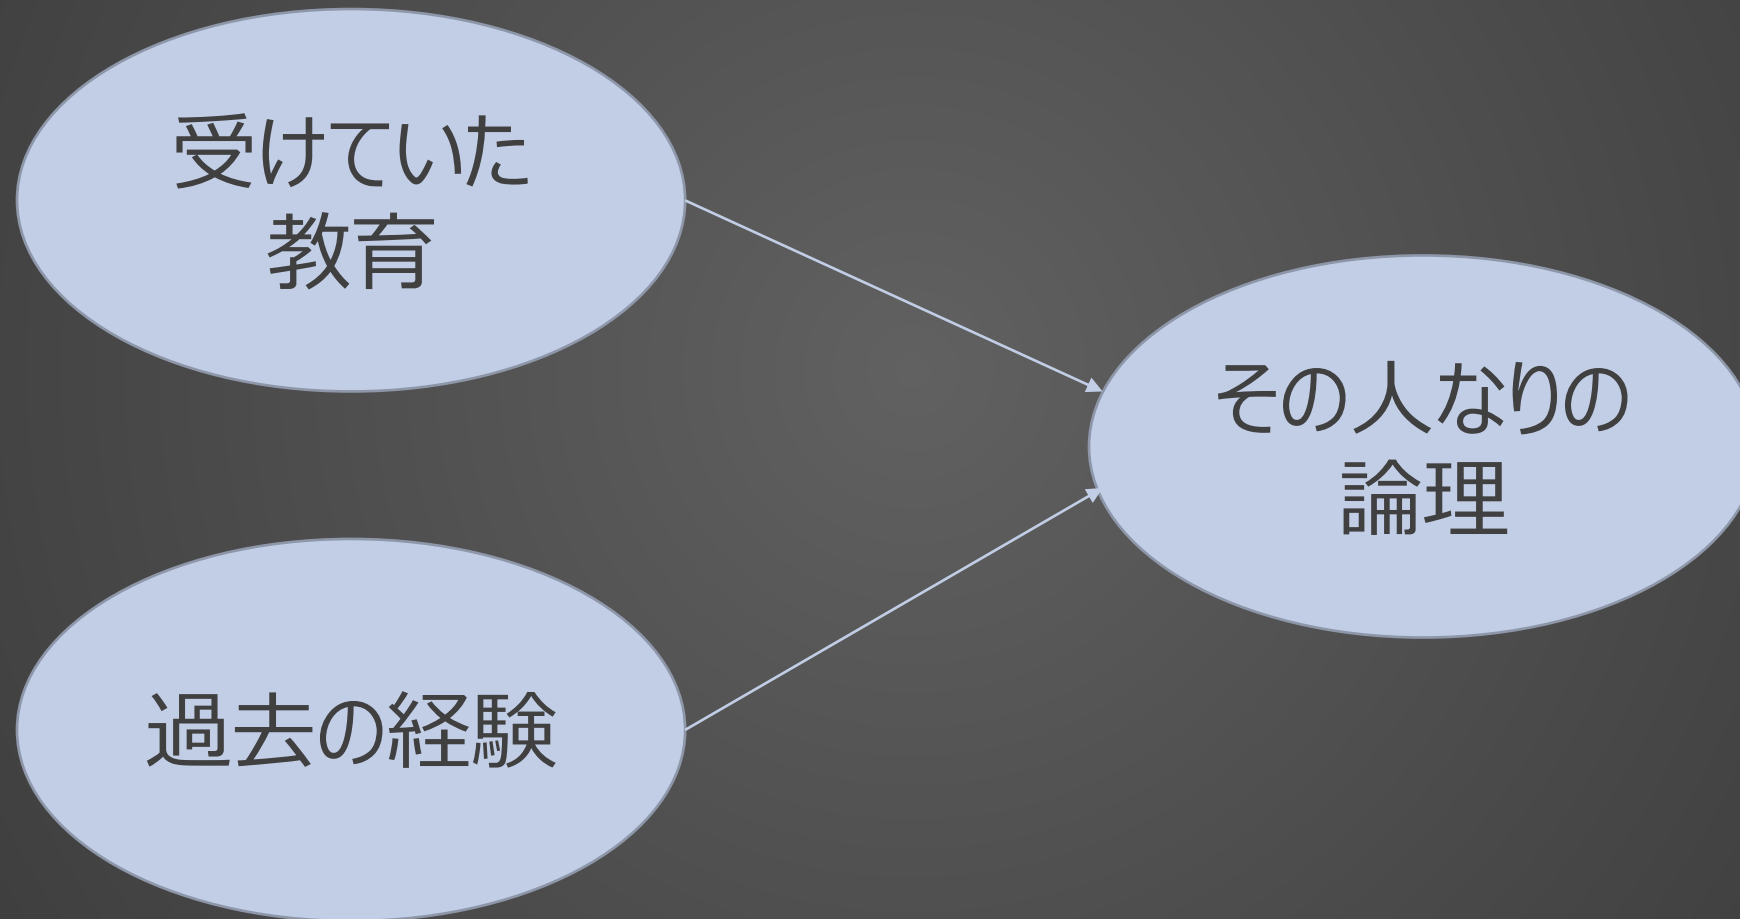 受けていた
教育
過去の経験
その人なりの
論理